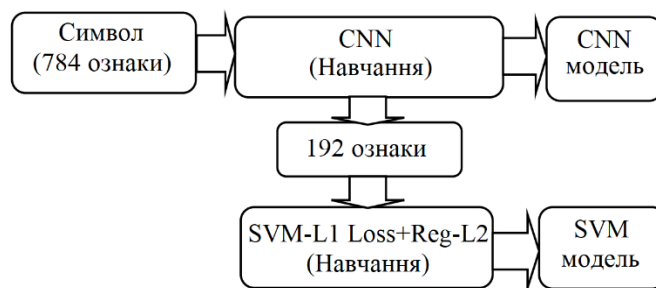 Символ
(784 ознаки)
CNN
(Навчання)
CNN
модель
192 ознаки
SVM-L1 Loss+Reg-L2
(Навчання)
SVM
модель